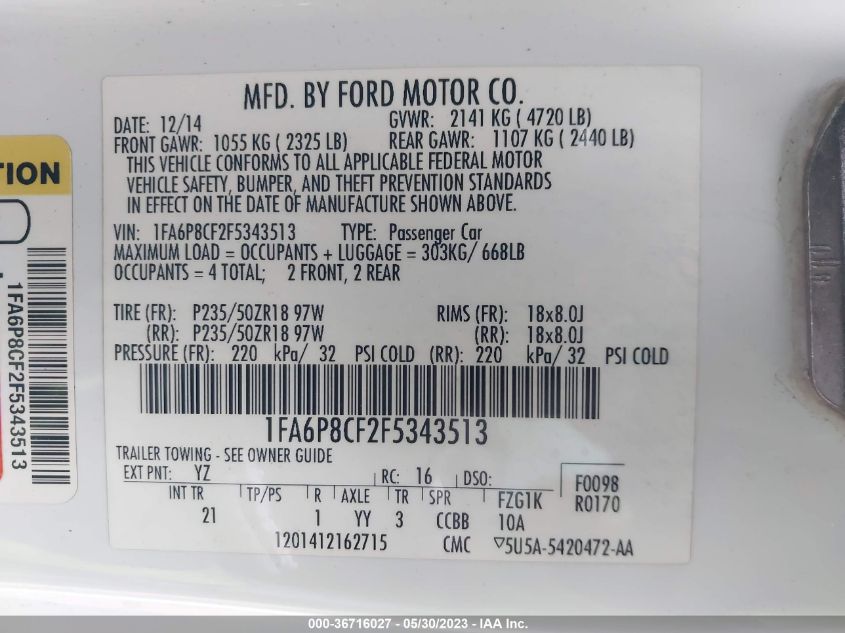 MFD. BY FORD MOTOR CO.
DATE: 12/14 GVWR: 2141 KG ( 4720 LB)
FRONT GAWR: 1055 KG ( 2325 LB) REAR GAWR: 1107 KG ( 2440 LB)
THIS VEHICLE CONFORMS TO ALL APPLICABLE FEDERAL MOTOR
VEHICLE SAFETY, BUMPER, AND THEFT PREVENTION STANDARDS
IN EFFECT ON THE DATE OF MANUFACTURE SHOWN ABOVE.
VIN: 1FA6P8CF2F5343513 TYPE: Passenger Car
MAXIMUM LOAD = OCCUPANTS + LUGGAGE = 303KG/ 668LB
OCCUPANTS = 4 TOTAL; 2 FRONT, 2 REAR
TIRE (FR): P235/50ZR18 97W RIMS (FR): 18x8.0J
(RR): P235/50ZR18 97W (RR): 18x8.0J
PRESSURE (FR): 220 kPa/ 32 PSI COLD (RR): 220 kPa/ 32 PSI COLD
1FA6P8CF2F5343513
TRAILER TOWING - SEE OWNER GUIDE
EXT PNT: YZ RC: 16 DSO: F0098
INT TR TP/PS R AXLE TR SPR FZG1K R0170
21 1 YY 3 CCBB 10A
1201412162715 CMC ▽5U5A-5420472-AA
TION
1FA6P8CF2F5343513
000-36716027 - 05/30/2023 - IAA Inc.